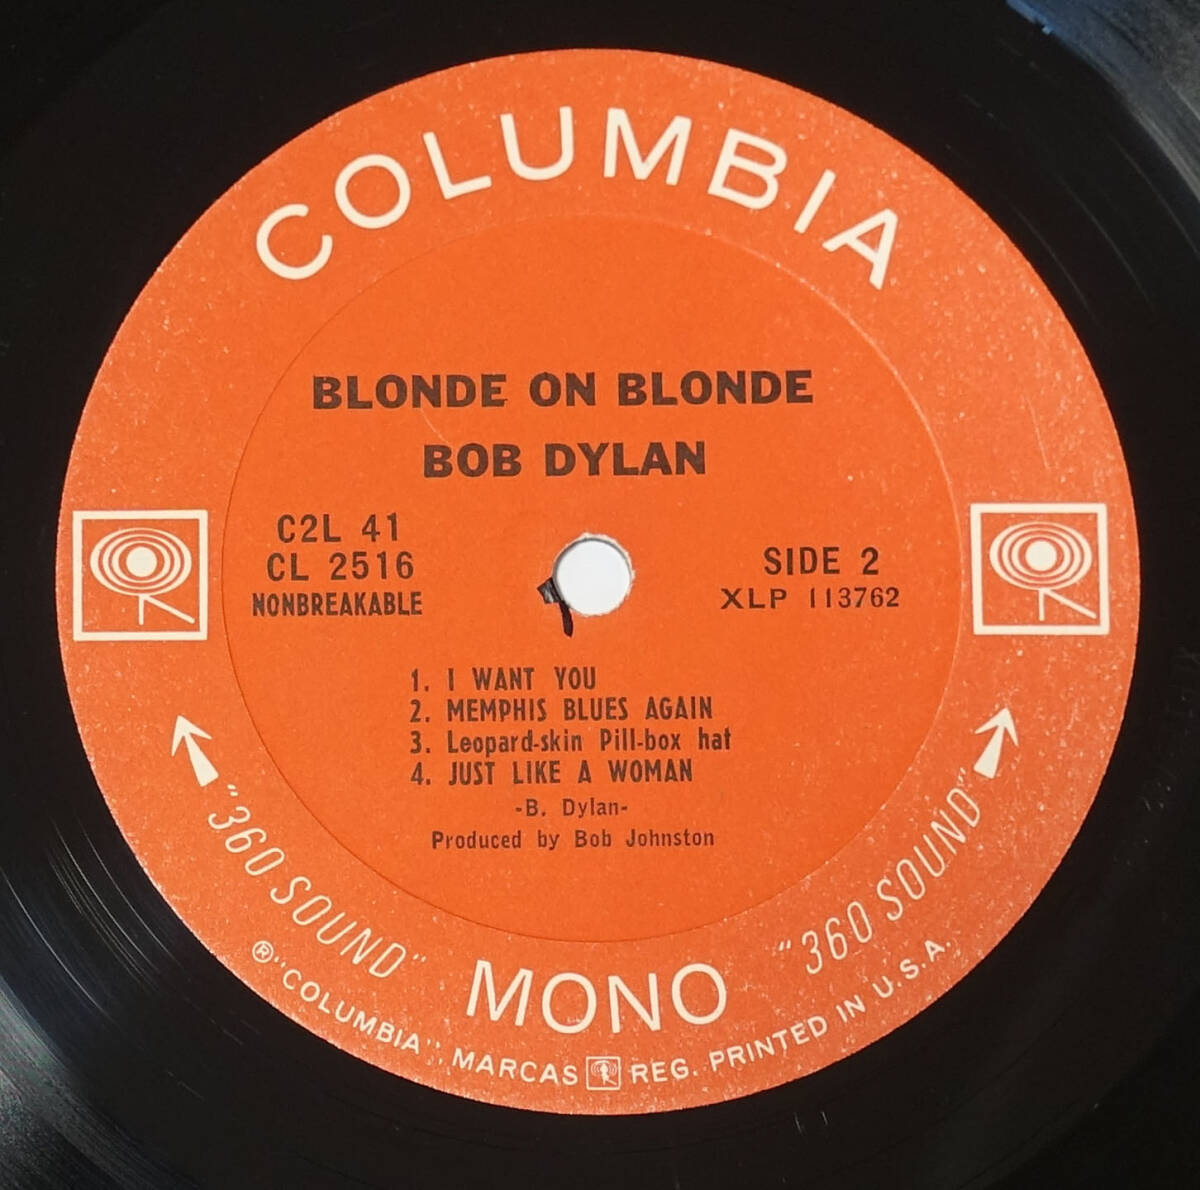 COLUMBIA
BLONDE ON BLONDE
BOB DYLAN
C2L 41
CL 2516
NONBREAKABLE
SIDE 2
XLP 113762
1. I WANT YOU
2. MEMPHIS BLUES AGAIN
3. Leopard-skin Pill-box hat
4. JUST LIKE A WOMAN
-B. Dylan-
Produced by Bob Johnston
"360 SOUND"
MONO
"360 SOUND"
® "COLUMBIA", MARCAS REG. PRINTED IN U.S.A.